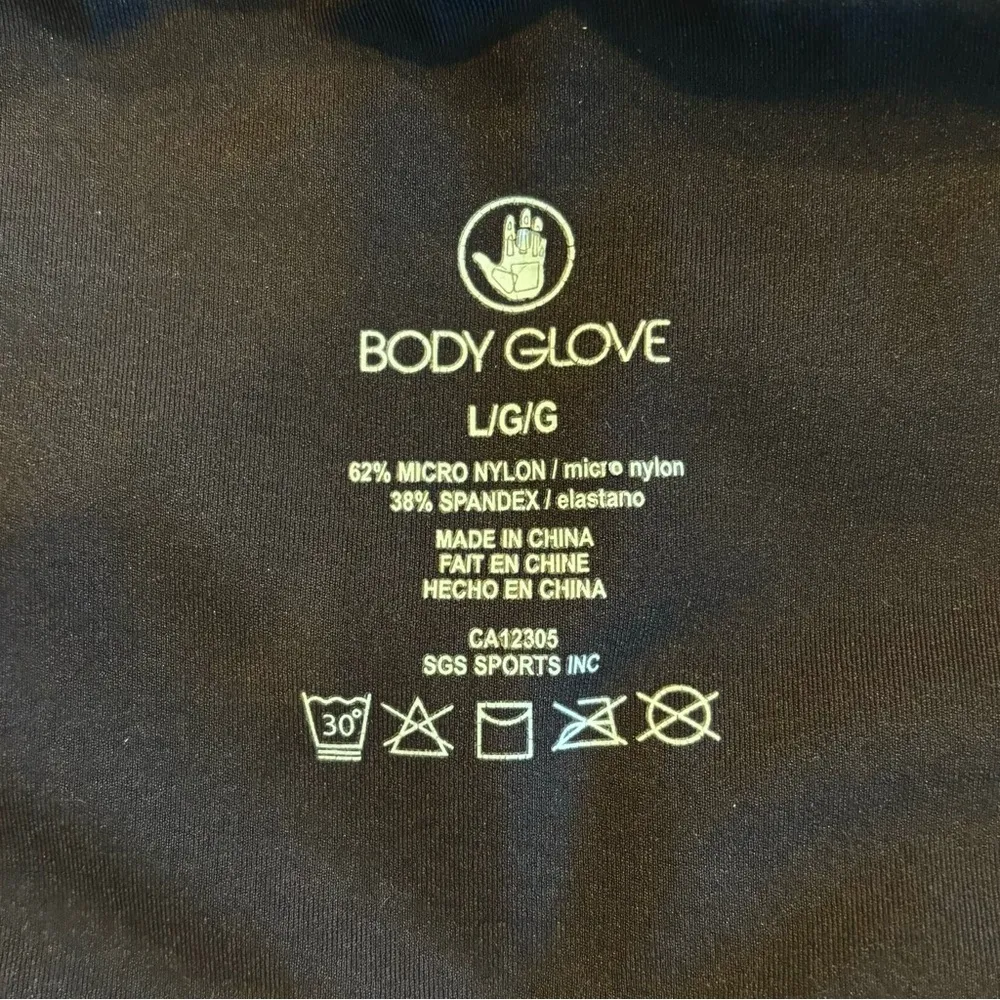 BODY GLOVE
L/G/G
62% MICRO NYLON / micro nylon
38% SPANDEX / elastano
MADE IN CHINA
FAIT EN CHINE
HECHO EN CHINA
CA12305
SGS SPORTS INC
30°